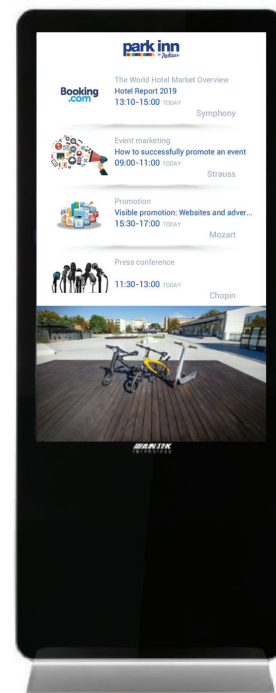 park inn
by Radisson
Booking
.com
The World Hotel Market Overview
Hotel Report 2019
13:10-15:00 TODAY
Symphony
Event marketing
How to successfully promote an event
09:00-11:00 TODAY
Strauss
Promotion
Visible promotion: Websites and adver...
15:30-17:00 TODAY
Mozart
Press conference
11:30-13:00 TODAY
Chopin
ANTIK
TECHNOLOGY